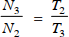 N₃/N₂ = T₂/T₃